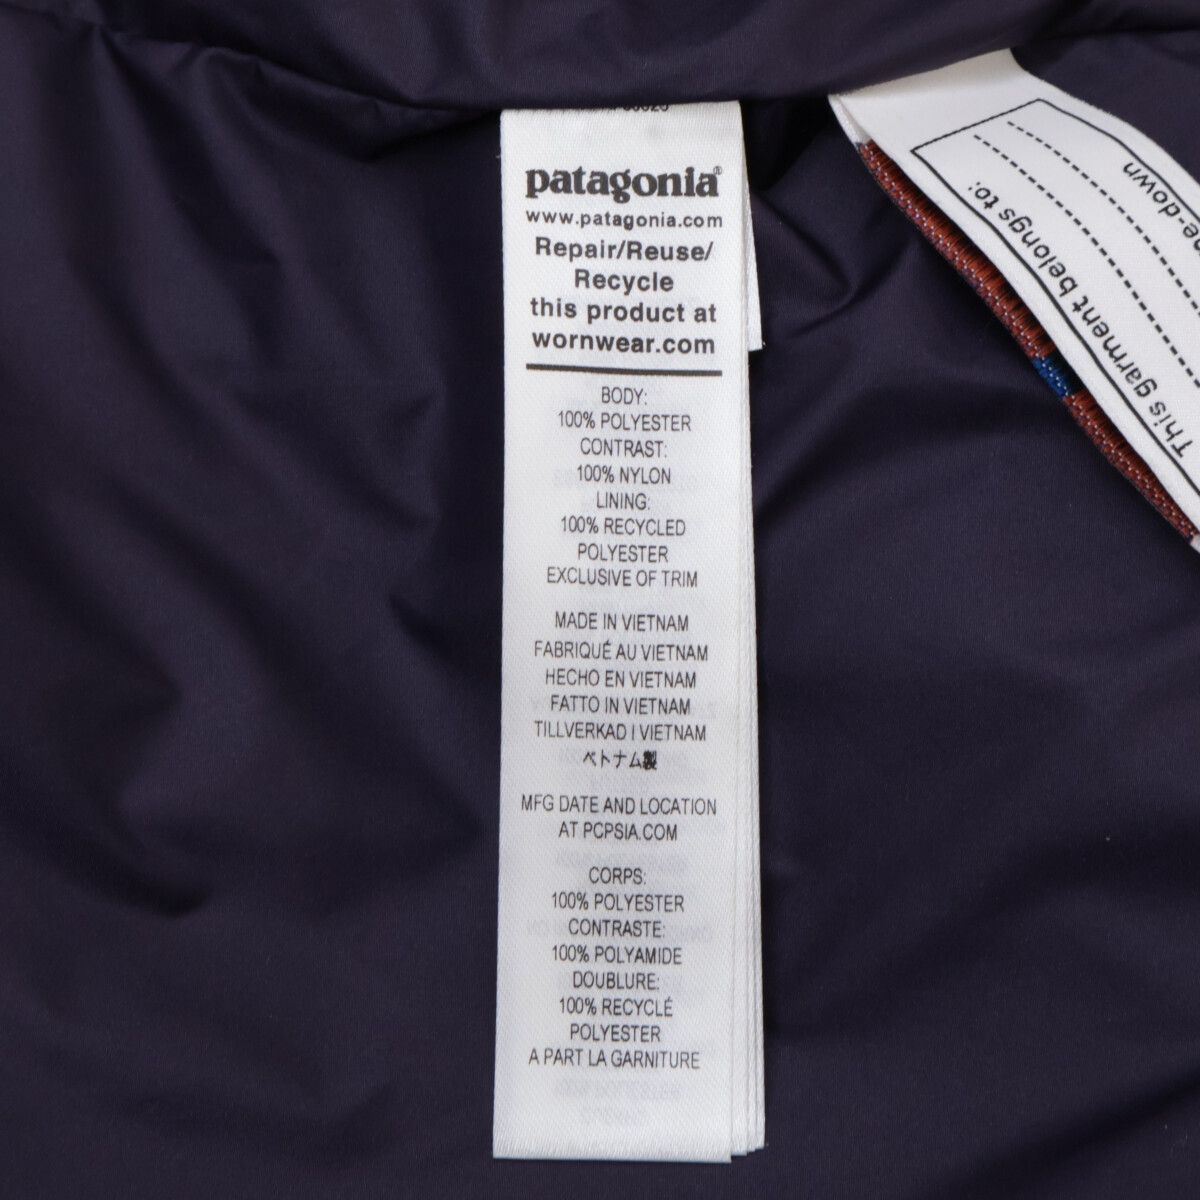 patagonia®
www.patagonia.com
Repair/Reuse/
Recycle
this product at
wornwear.com
BODY:
100% POLYESTER
CONTRAST:
100% NYLON
LINING:
100% RECYCLED
POLYESTER
EXCLUSIVE OF TRIM
MADE IN VIETNAM
FABRIQUÉ AU VIETNAM
HECHO EN VIETNAM
FATTO IN VIETNAM
TILLVERKAD I VIETNAM
ベトナム製
MFG DATE AND LOCATION
AT PCPSIA.COM
CORPS:
100% POLYESTER
CONTRASTE:
100% POLYAMIDE
DOUBLURE:
100% RECYCLÉ
POLYESTER
A PART LA GARNITURE
This garment belongs to: